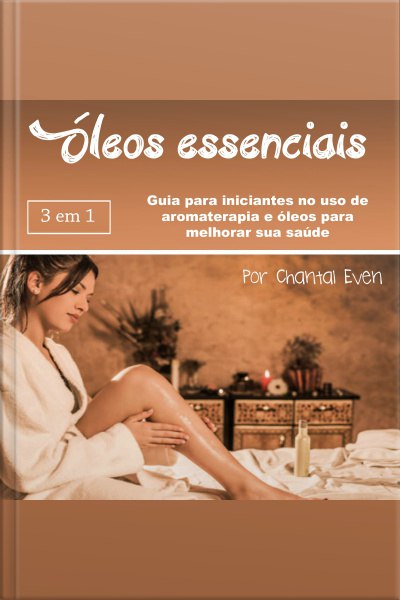 Óleos essenciais
3 em 1
Guia para iniciantes no uso de
aromaterapia e óleos para
melhorar sua saúde
Por Chantal Even